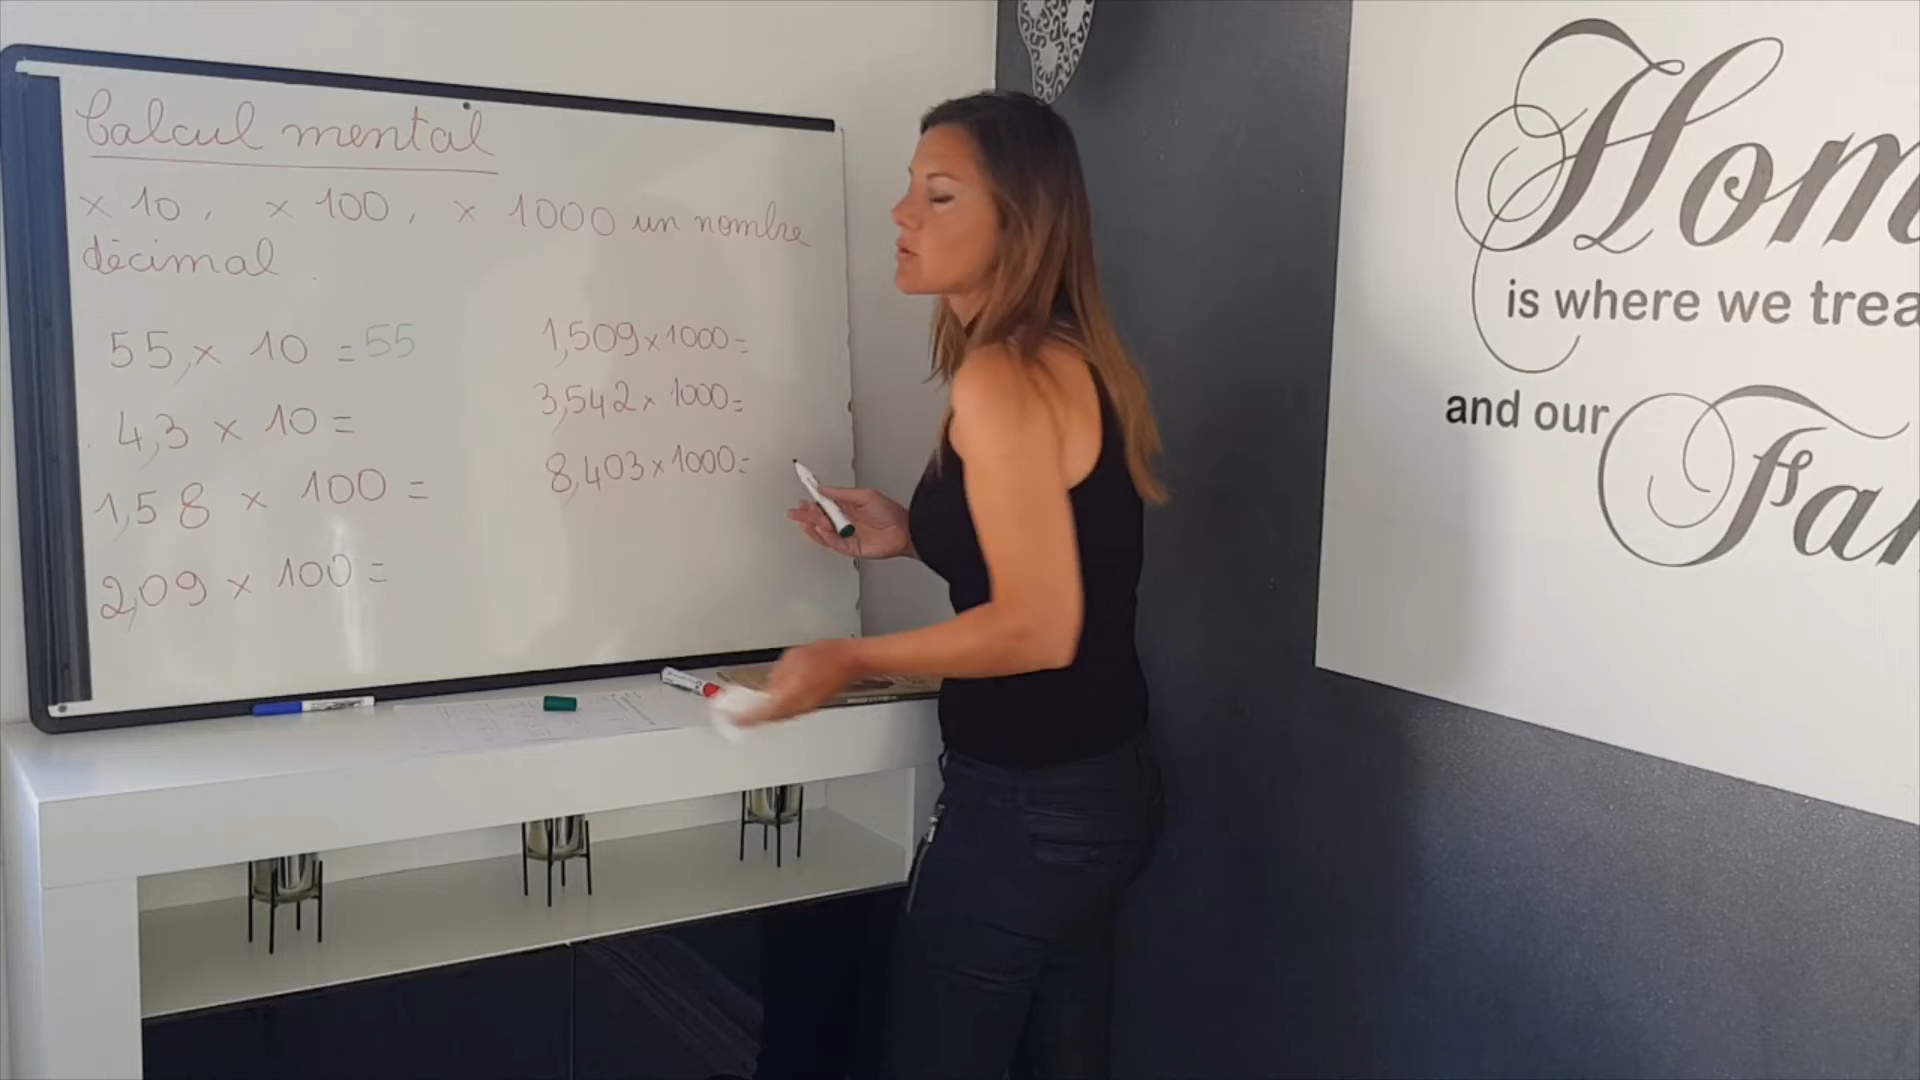 Calcul mental
x 10, x 100, x 1000 un nombre
décimal.
55, x 10 = 55
4,3 x 10 =
1,58 x 100 =
2,09 x 100 =
1,509 x 1000 =
3,542 x 1000 =
8,403 x 1000 =
Hom
is where we trea
and our
Fa